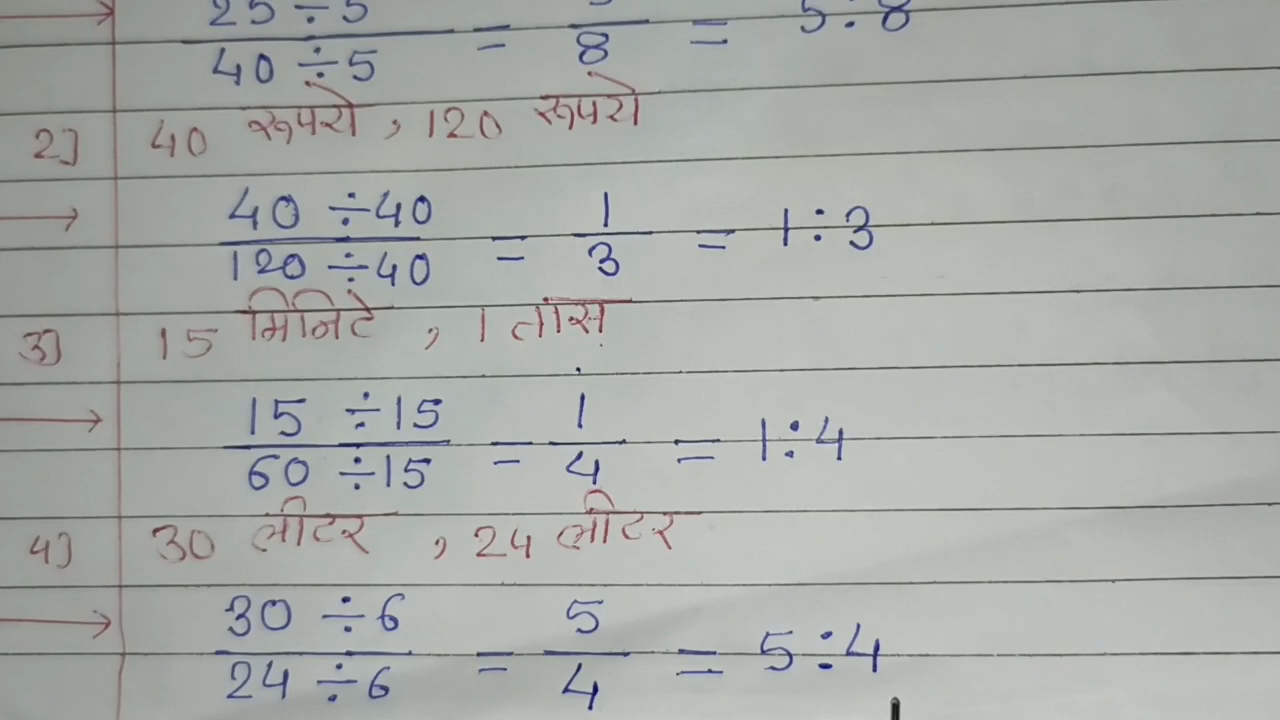 25 ÷5
40 ÷5 = 8 = 5:8
2) 40 रूपये, 120 रूपये
40 ÷40
120 ÷40 = 1/3 = 1:3
3) 15 मिनिटे, 1 तास
15 ÷15
60 ÷15 = 1/4 = 1:4
4) 30 लीटर, 24 लीटर
30 ÷6
24 ÷6 = 5/4 = 5:4